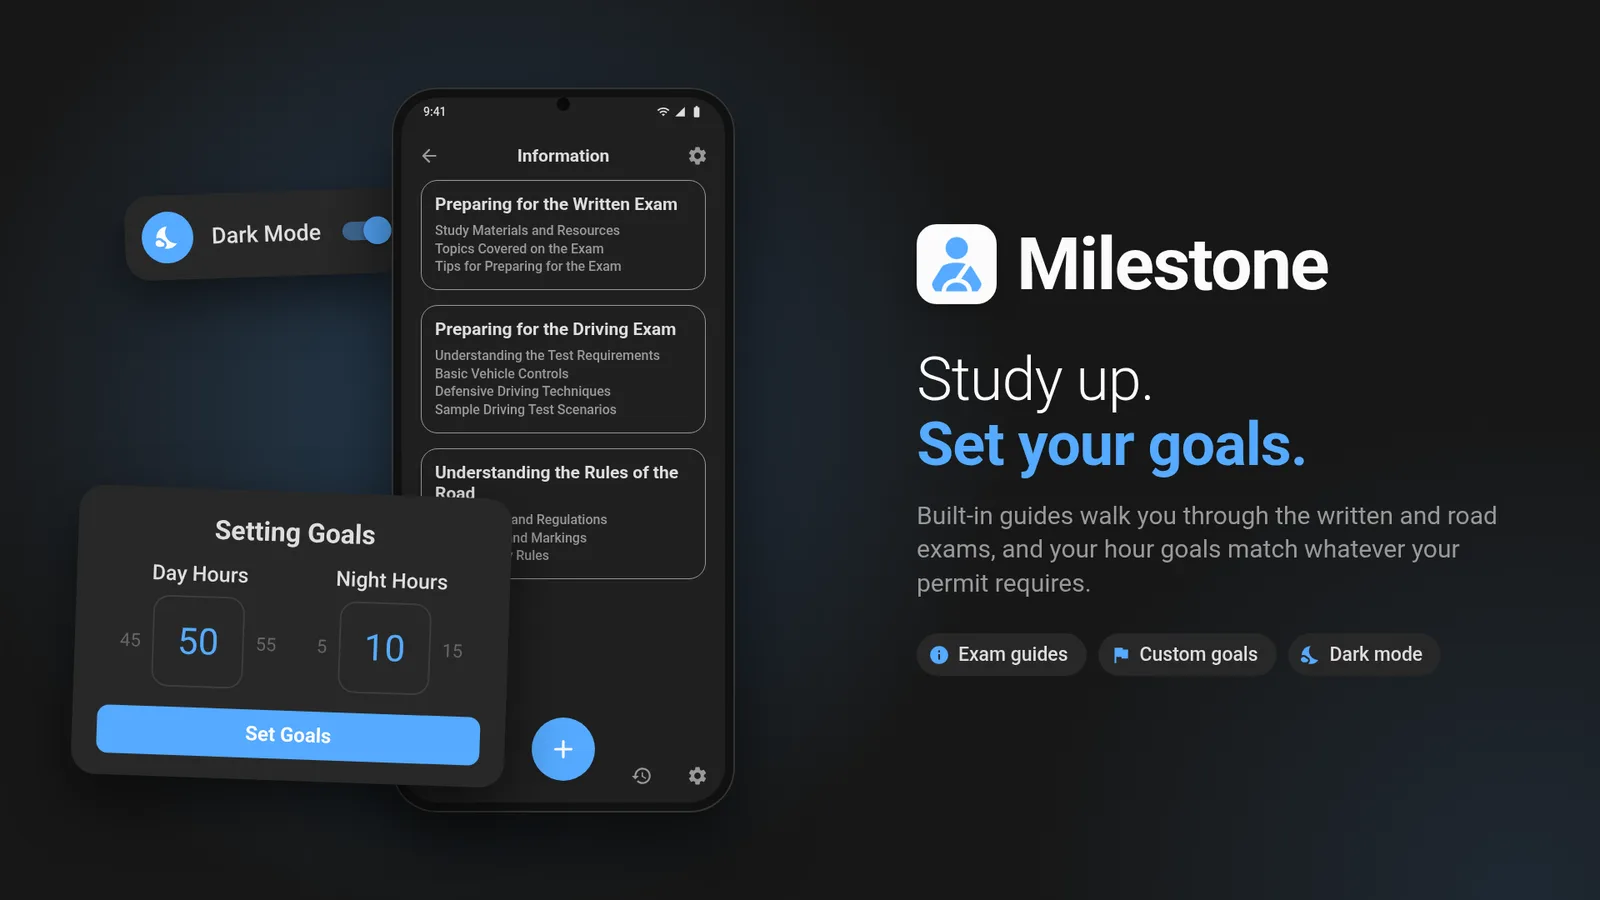 9:41
Information
Preparing for the Written Exam
Study Materials and Resources
Topics Covered on the Exam
Tips for Preparing for the Exam
Preparing for the Driving Exam
Understanding the Test Requirements
Basic Vehicle Controls
Defensive Driving Techniques
Sample Driving Test Scenarios
Understanding the Rules of the
Road
and Regulations
and Markings
Rules
Dark Mode
Setting Goals
Day Hours
Night Hours
45 50 55
5 10 15
Set Goals
Milestone
Study up.
Set your goals.
Built-in guides walk you through the written and road
exams, and your hour goals match whatever your
permit requires.
Exam guides
Custom goals
Dark mode